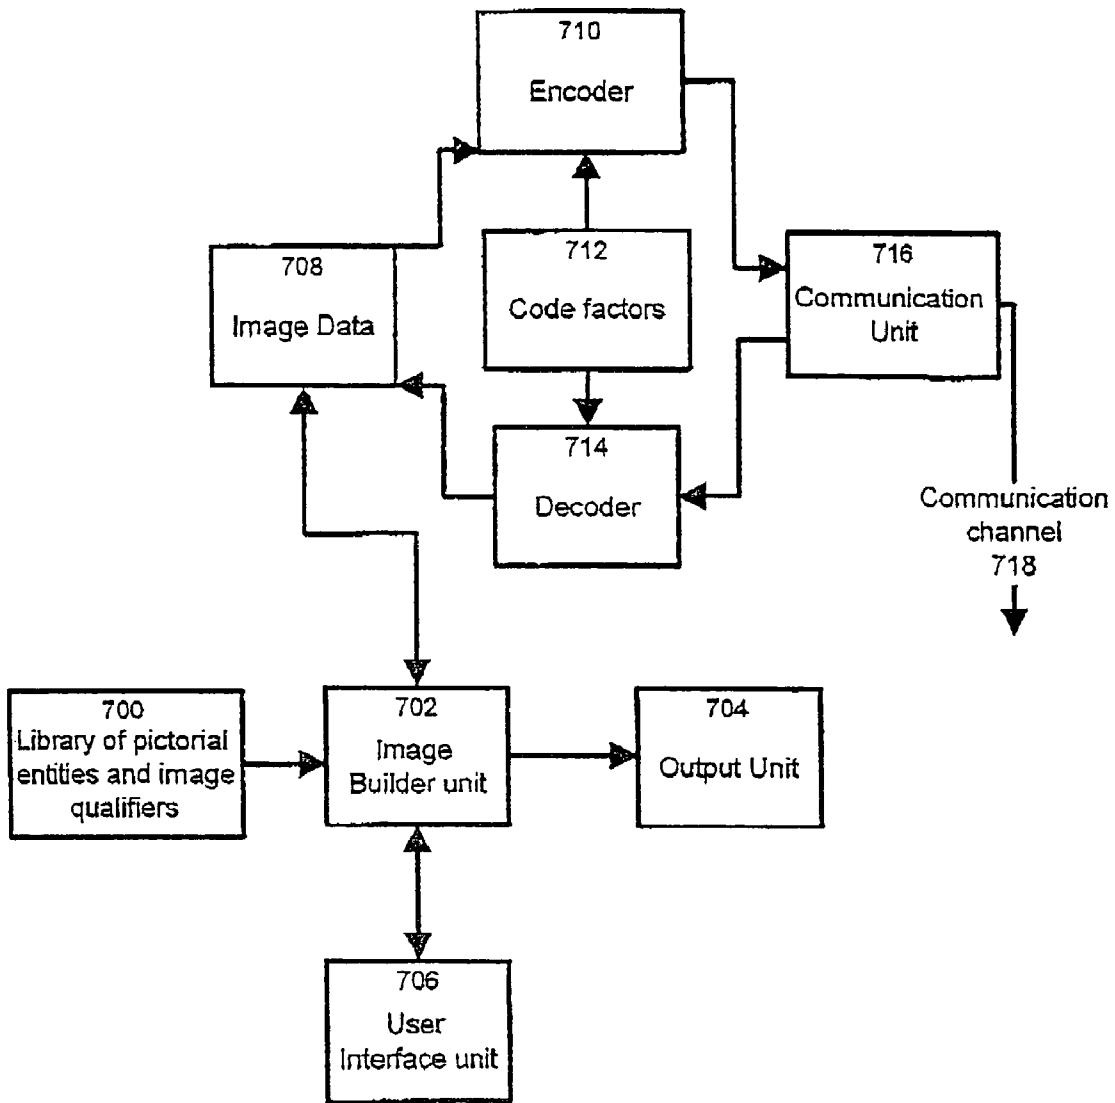 710
Encoder
712
Code factors
708
Image Data
716
Communication
Unit
714
Decoder
Communication
channel
718
700
Library of pictorial
entities and image
qualifiers
702
Image
Builder unit
704
Output Unit
706
User
Interface unit